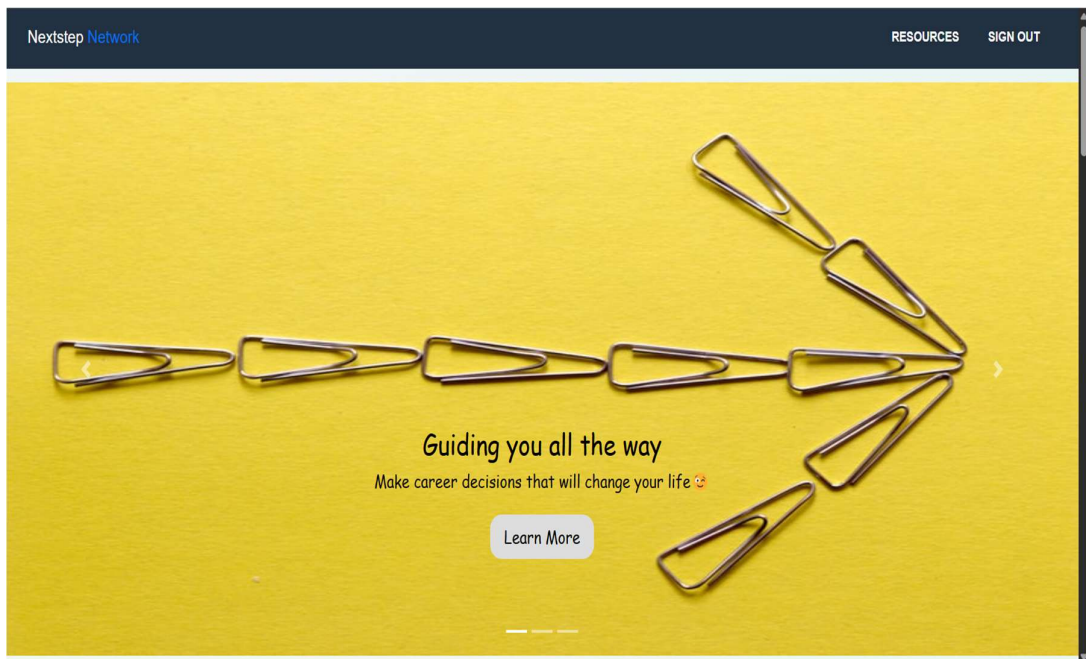 Nextstep Network
RESOURCES SIGN OUT
Guiding you all the way
Make career decisions that will change your life😉
Learn More